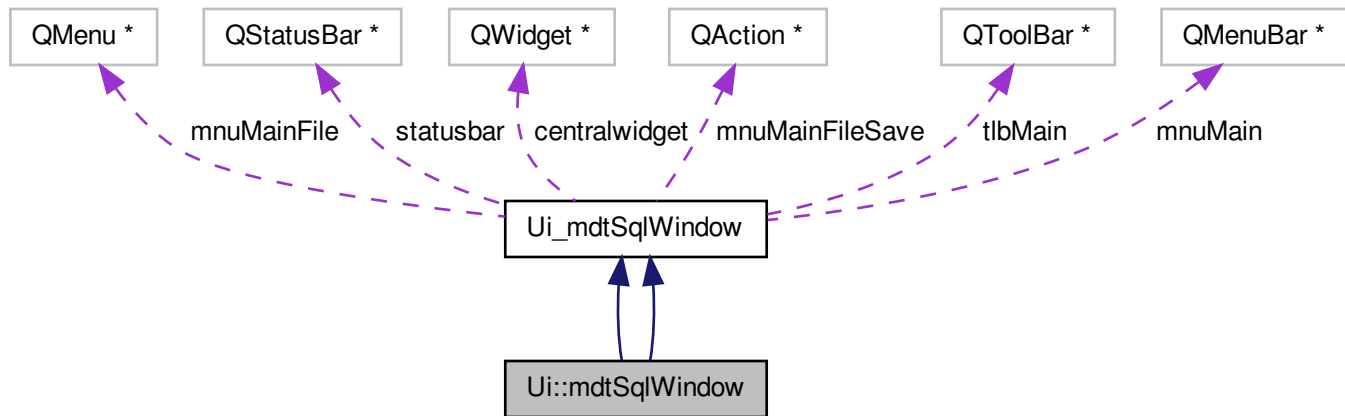 QMenu *
QStatusBar *
QWidget *
QAction *
QToolBar *
QMenuBar *
mnuMainFile
statusbar
centralwidget
mnuMainFileSave
tlbMain
mnuMain
Ui_mdtSqlWindow
Ui::mdtSqlWindow